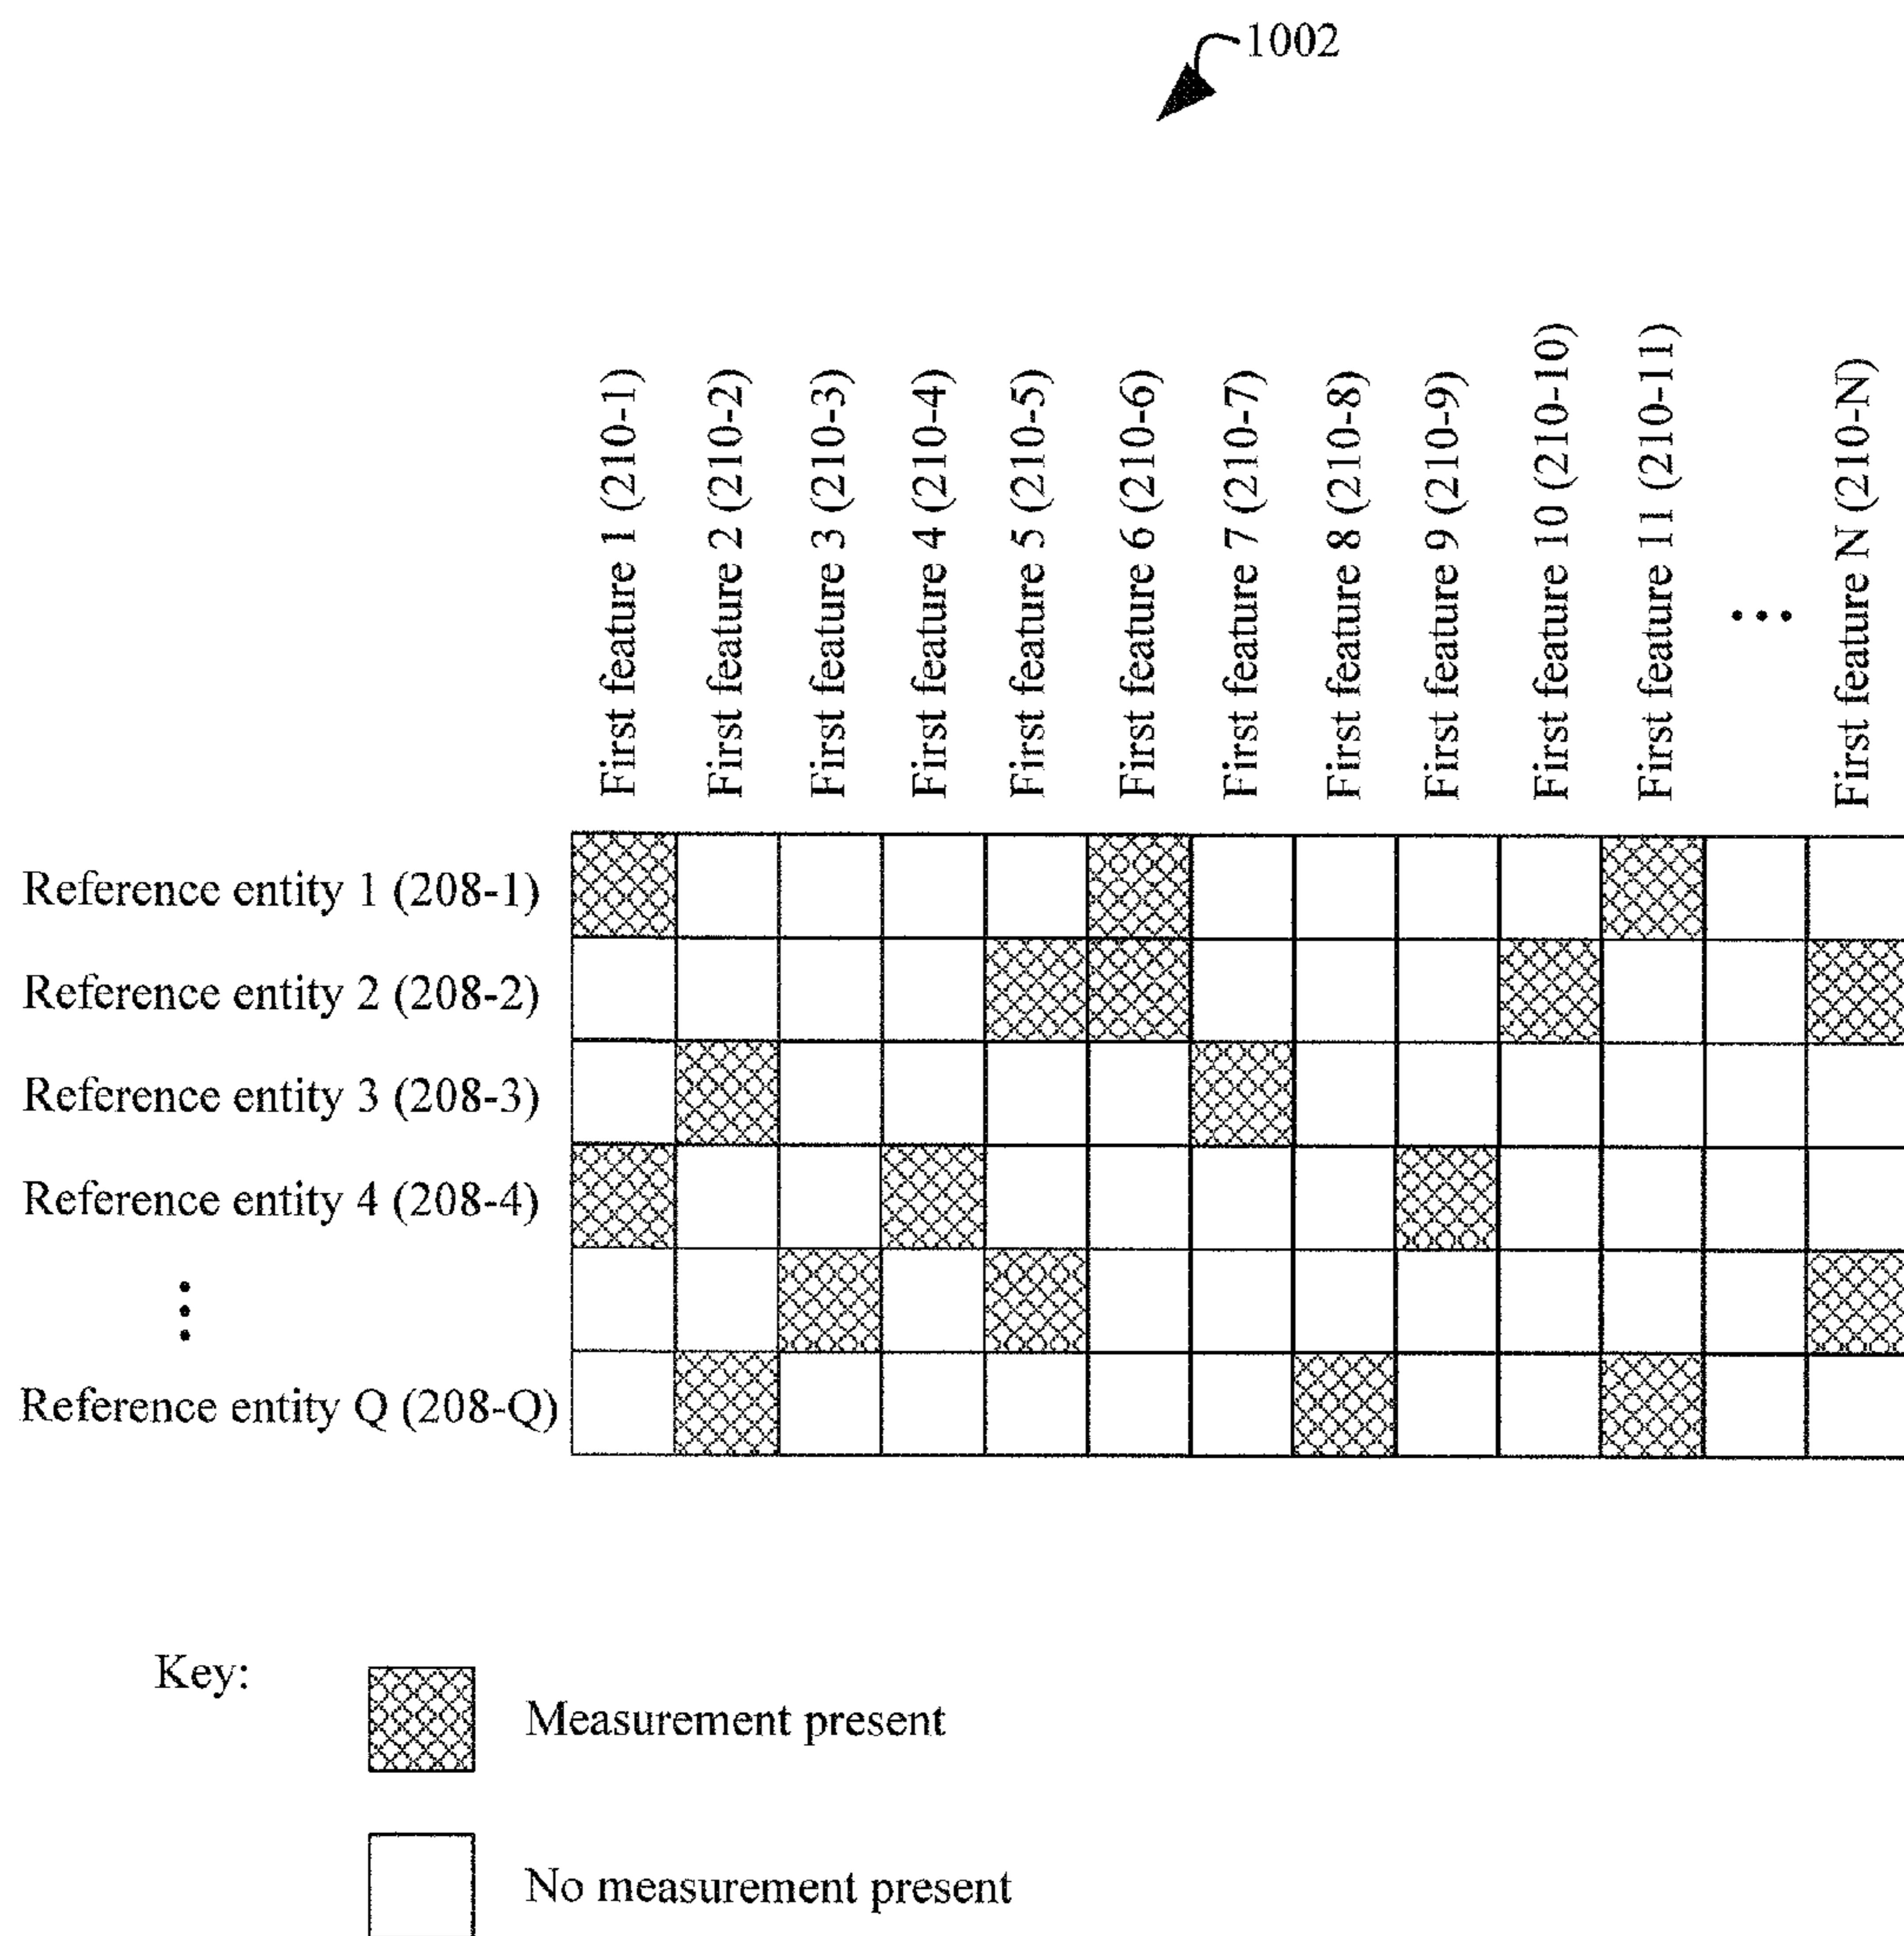 1002
First feature 1 (210-1)
First feature 2 (210-2)
First feature 3 (210-3)
First feature 4 (210-4)
First feature 5 (210-5)
First feature 6 (210-6)
First feature 7 (210-7)
First feature 8 (210-8)
First feature 9 (210-9)
First feature 10 (210-10)
First feature 11 (210-11)
...
First feature N (210-N)
Reference entity 1 (208-1)
Reference entity 2 (208-2)
Reference entity 3 (208-3)
Reference entity 4 (208-4)
⋮
Reference entity Q (208-Q)
Key:
Measurement present
No measurement present